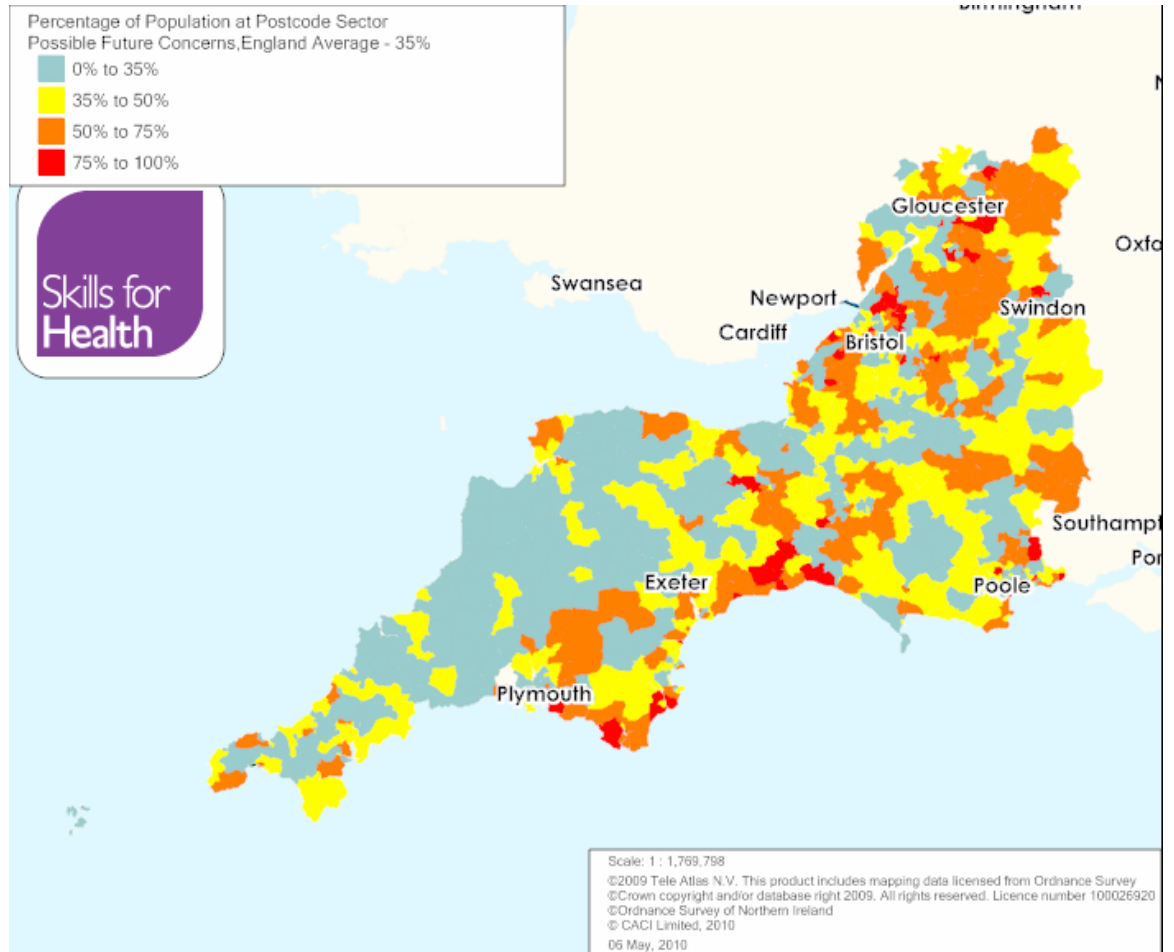 Percentage of Population at Postcode Sector
Possible Future Concerns,England Average - 35%
0% to 35%
35% to 50%
50% to 75%
75% to 100%
Skills for
Health
Gloucester
Swansea
Newport
Swindon
Cardiff
Bristol
Southampt
Exeter
Poole
Plymouth
Scale: 1 : 1,769,798
©2009 Tele Atlas N.V. This product includes mapping data licensed from Ordnance Survey
©Crown copyright and/or database right 2009. All rights reserved. Licence number 100026920
©Ordnance Survey of Northern Ireland
© CACI Limited, 2010
06 May, 2010